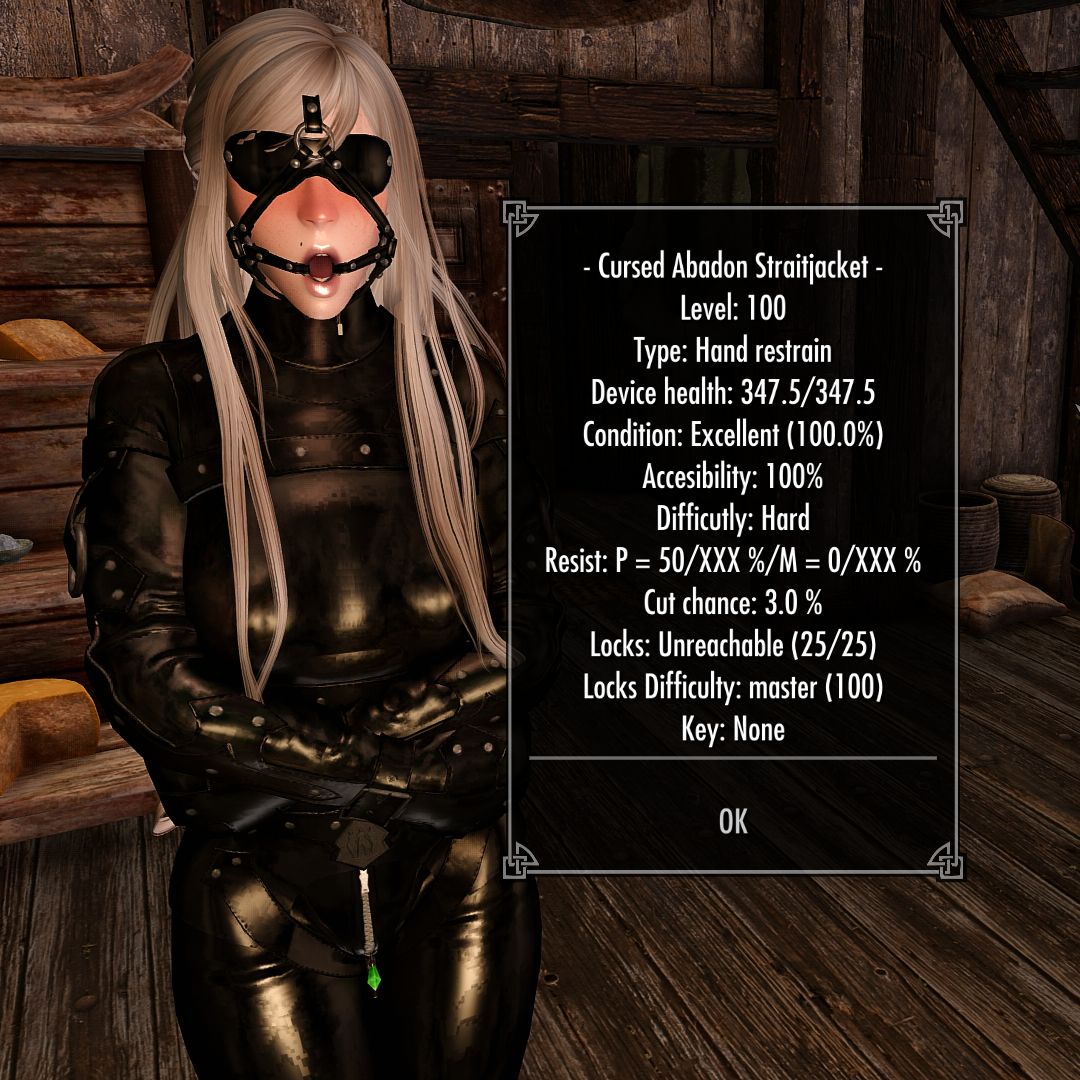 - Cursed Abadon Straitjacket -
Level: 100
Type: Hand restrain
Device health: 347.5/347.5
Condition: Excellent (100.0%)
Accesibility: 100%
Difficutly: Hard
Resist: P = 50/XXX %/M = 0/XXX %
Cut chance: 3.0 %
Locks: Unreachable (25/25)
Locks Difficulty: master (100)
Key: None
OK